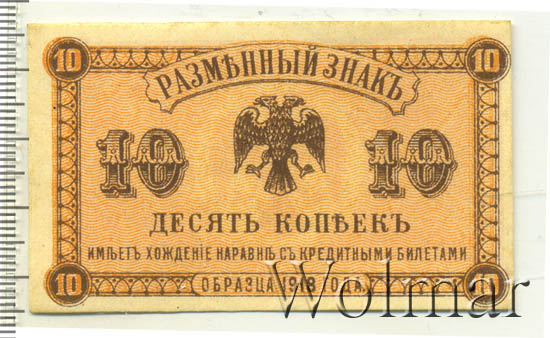 10 10
РАЗМѢННЫЙ ЗНАКЪ
10 10
ДЕСЯТЬ КОПѢЕКЪ
ИМѢЕТЪ ХОЖДЕНІЕ НАРАВНѢ СЪ КРЕДИТНЫМИ БИЛЕТАМИ
10 ОБРАЗЦА 1918 ГОДА. 10
Wolmar